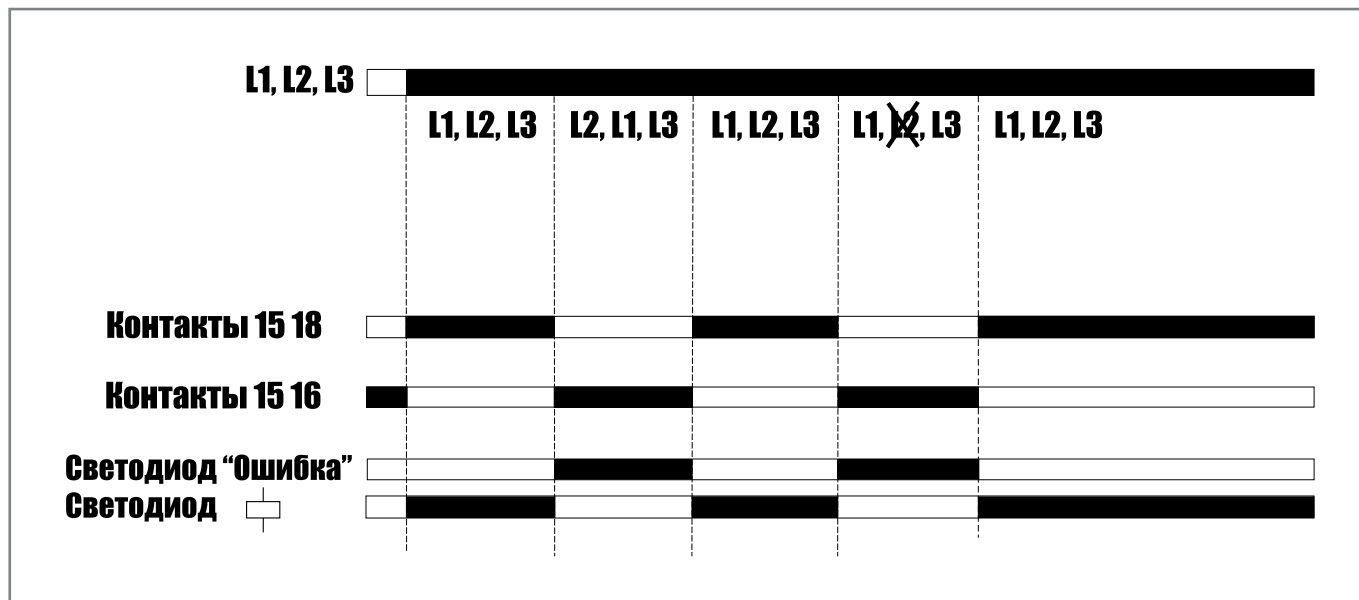 L1, L2, L3
L1, L2, L3 L2, L1, L3 L1, L2, L3 L1, L2, L3 L1, L2, L3
Контакты 15 18
Контакты 15 16
Светодиод “Ошибка”
Светодиод